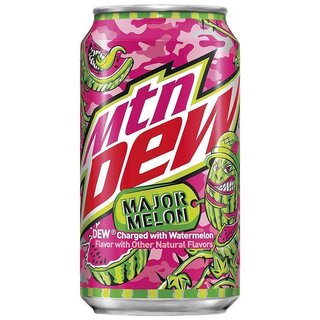 mtn
DEW
MAJOR
MELON
DEW® Charged with Watermelon
Flavor with Other Natural Flavors